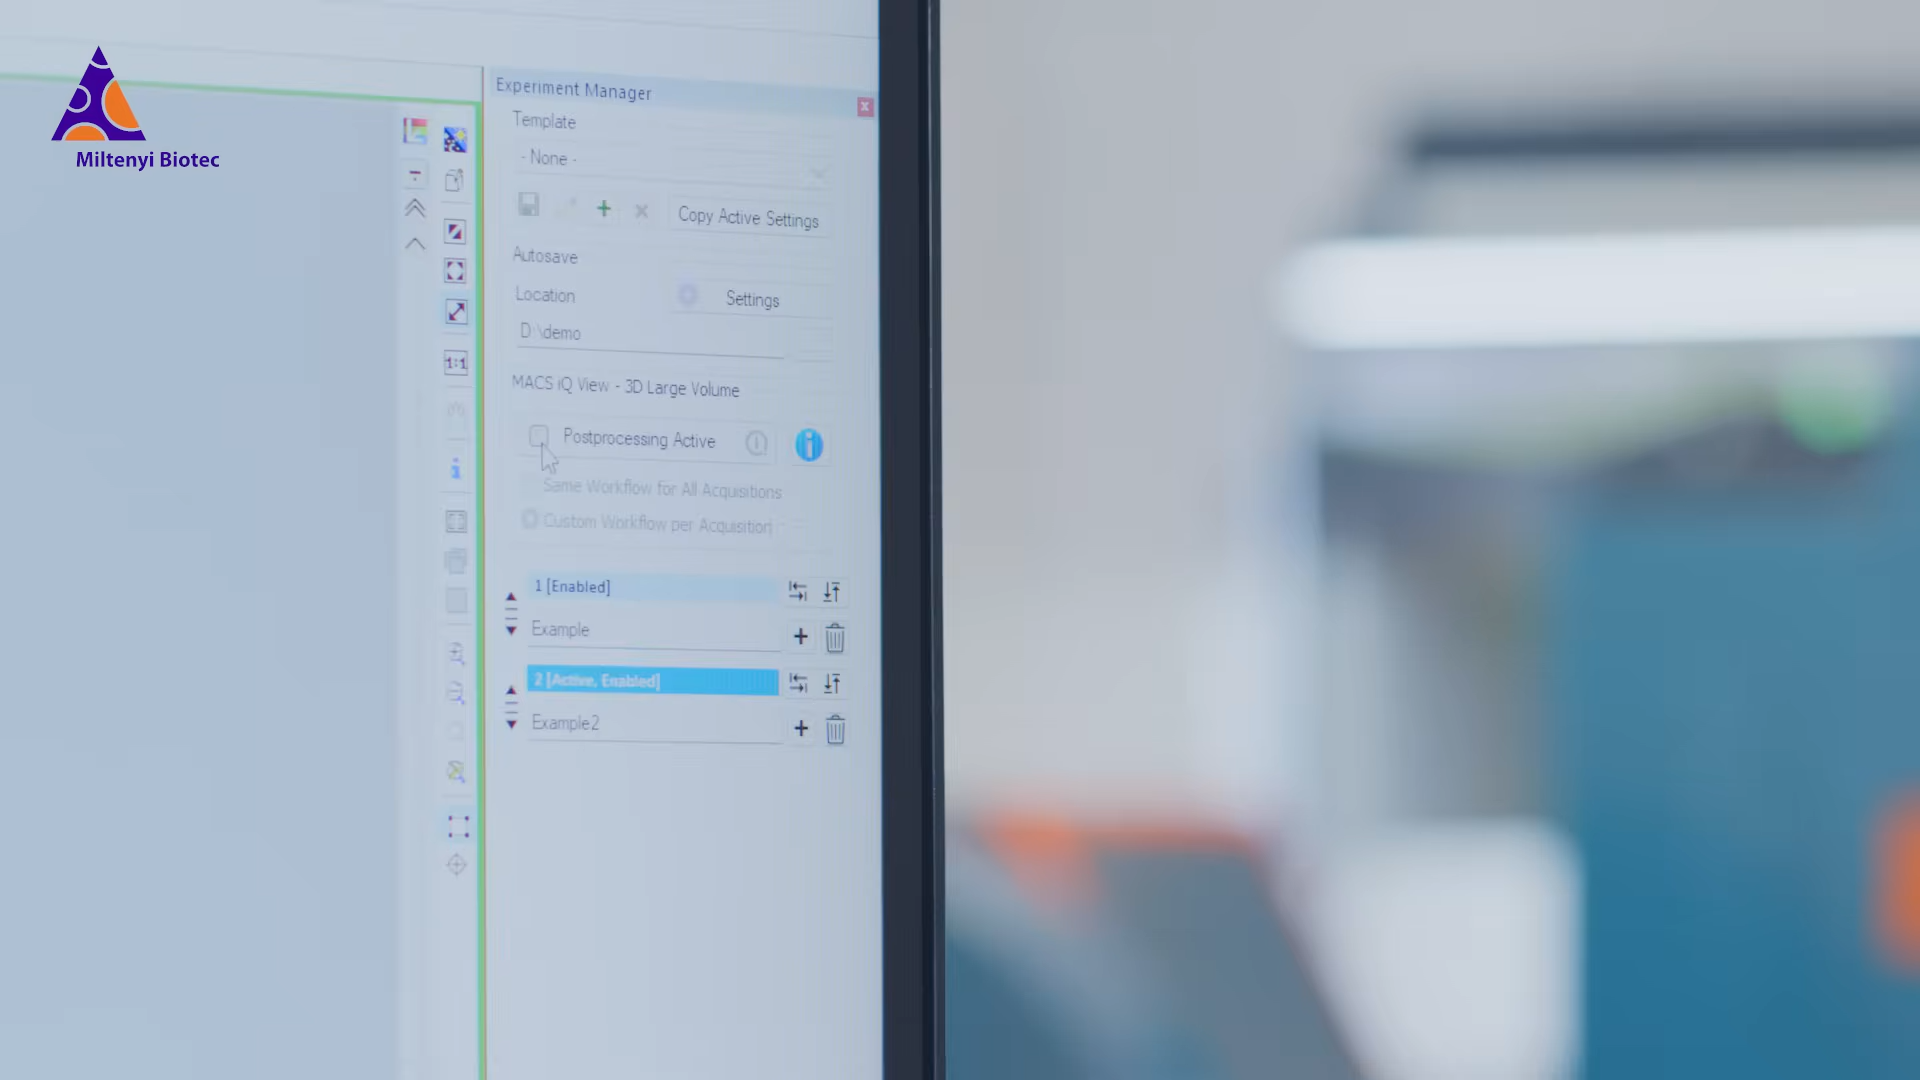 Miltenyi Biotec
Experiment Manager
Template
- None -
Copy Active Settings
Autosave
Location
Settings
D:\demo
MACS iQ View - 3D Large Volume
Postprocessing Active
Same Workflow for All Acquisitions
Custom Workflow per Acquisition
1 [Enabled]
Example
2 [Active, Enabled]
Example2
1:1